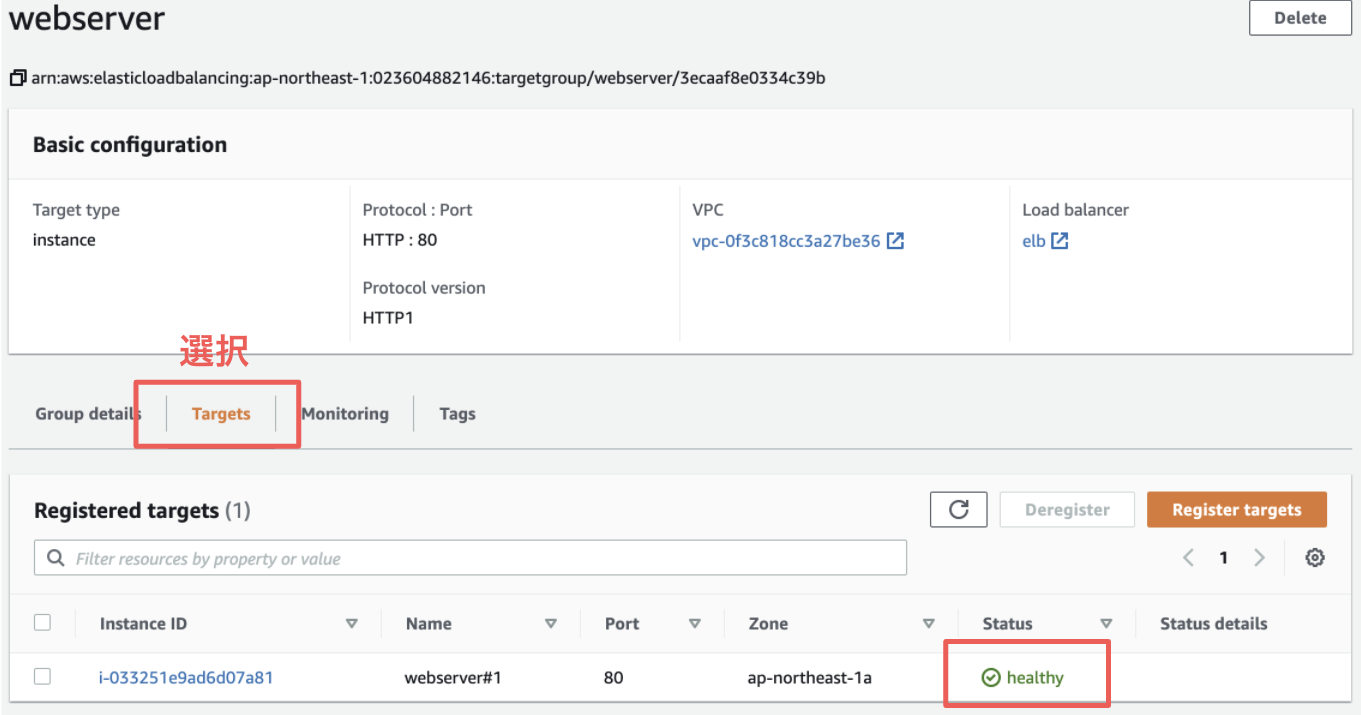 webserver
Delete
arn:aws:elasticloadbalancing:ap-northeast-1:023604882146:targetgroup/webserver/3ecaaf8e0334c39b
Basic configuration
Target type
instance
Protocol : Port
HTTP : 80
Protocol version
HTTP1
VPC
vpc-0f3c818cc3a27be36
Load balancer
elb
選択
Group details Targets Monitoring Tags
Registered targets (1)
Deregister
Register targets
Filter resources by property or value
1
Instance ID Name Port Zone Status Status details
i-033251e9ad6d07a81 webserver#1 80 ap-northeast-1a healthy